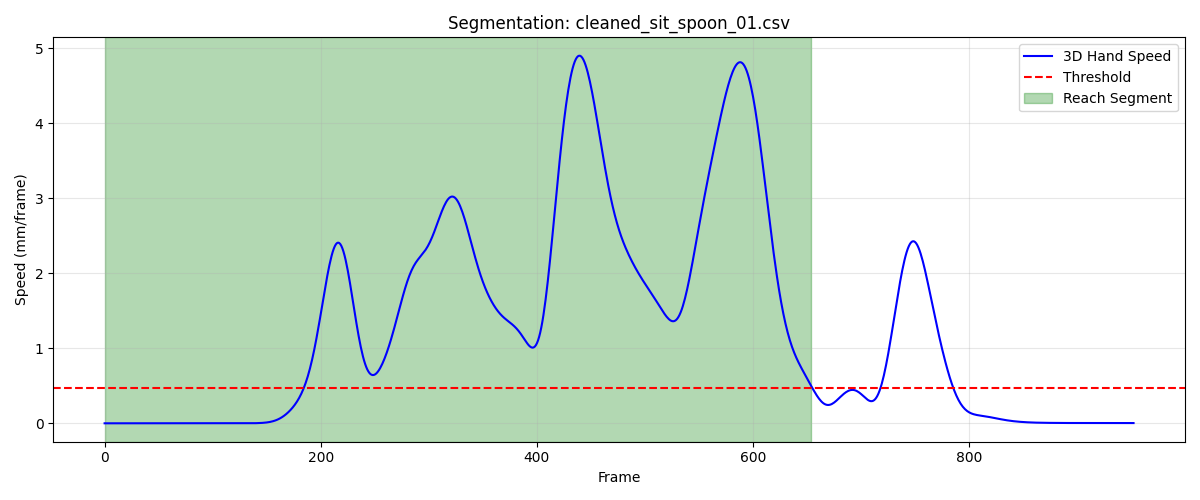 Segmentation: cleaned_sit_spoon_01.csv
5
4
3
2
1
0
Speed (mm/frame)
3D Hand Speed
Threshold
Reach Segment
0 200 400 600 800
Frame